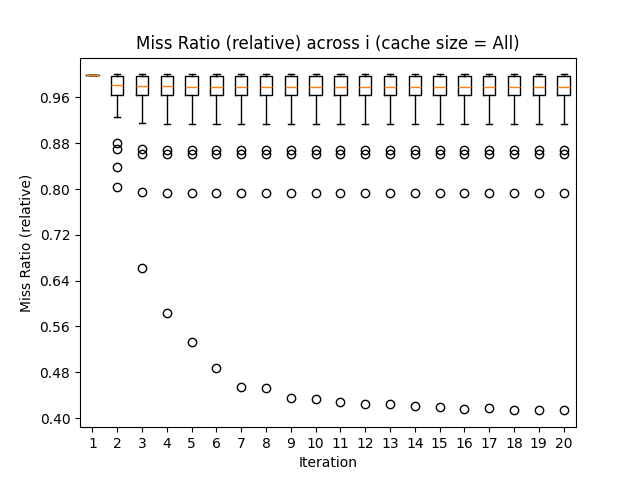 Miss Ratio (relative) across i (cache size = All)
Miss Ratio (relative)
0.96
0.88
0.80
0.72
0.64
0.56
0.48
0.40
1 2 3 4 5 6 7 8 9 10 11 12 13 14 15 16 17 18 19 20
Iteration